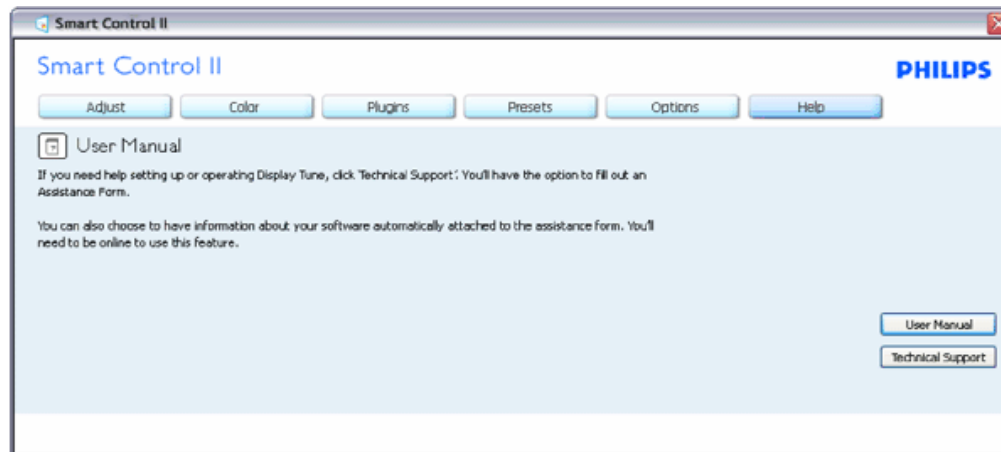 Smart Control II
Smart Control II
PHILIPS
Adjust
Color
Plugins
Presets
Options
Help
User Manual
If you need help setting up or operating Display Tune, click 'Technical Support'. You'll have the option to fill out an
Assistance Form.
You can also choose to have information about your software automatically attached to the assistance form. You'll
need to be online to use this feature.
User Manual
Technical Support